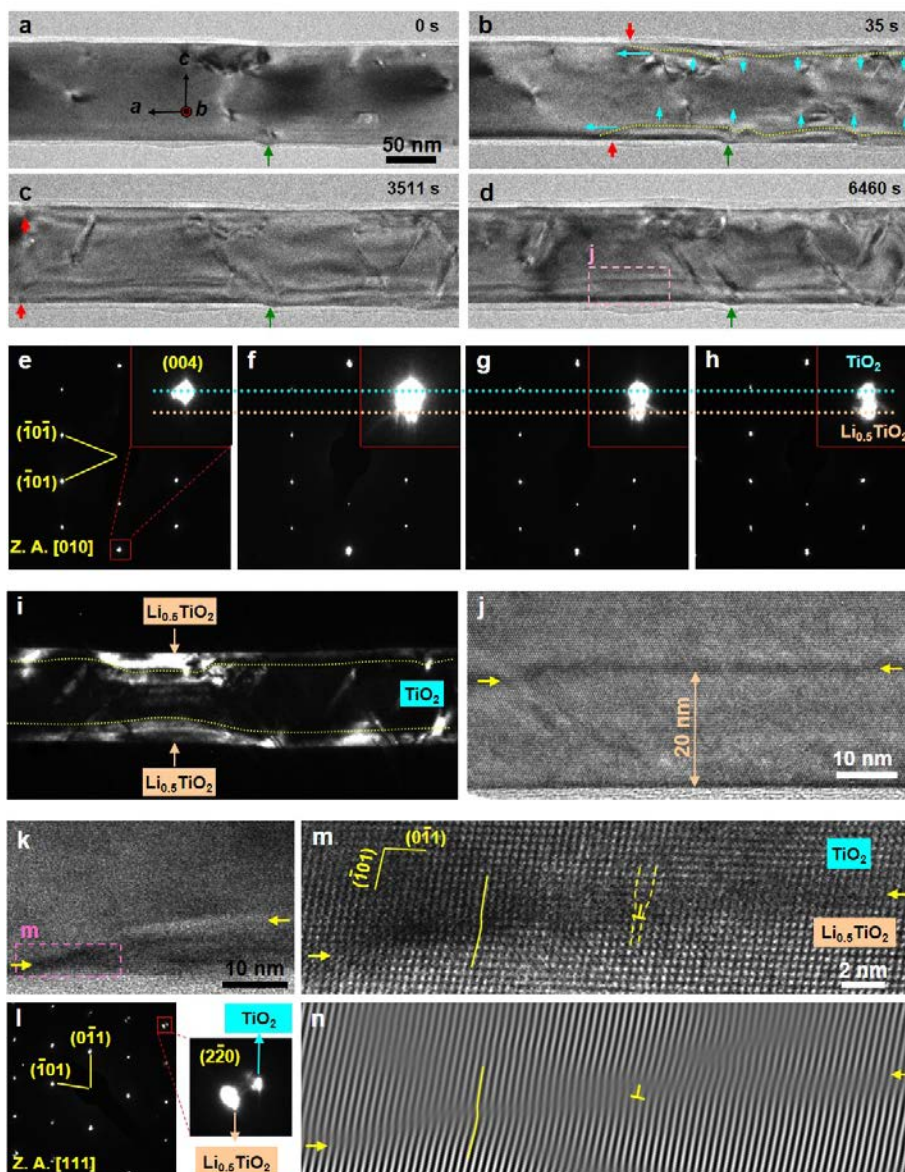 a
0 s
c
a
b
50 nm
b
35 s
c
3511 s
d
6460 s
j
e
(004)
(1̄01̄)
(1̄01)
Z. A. [010]
f
g
h
TiO₂
Li₀.₅TiO₂
i
Li₀.₅TiO₂
TiO₂
Li₀.₅TiO₂
j
20 nm
10 nm
k
m
10 nm
m
(01̄1)
(1̄01)
TiO₂
Li₀.₅TiO₂
2 nm
l
(01̄1)
(1̄01)
Z. A. [111]
TiO₂
(22̄0)
Li₀.₅TiO₂
n